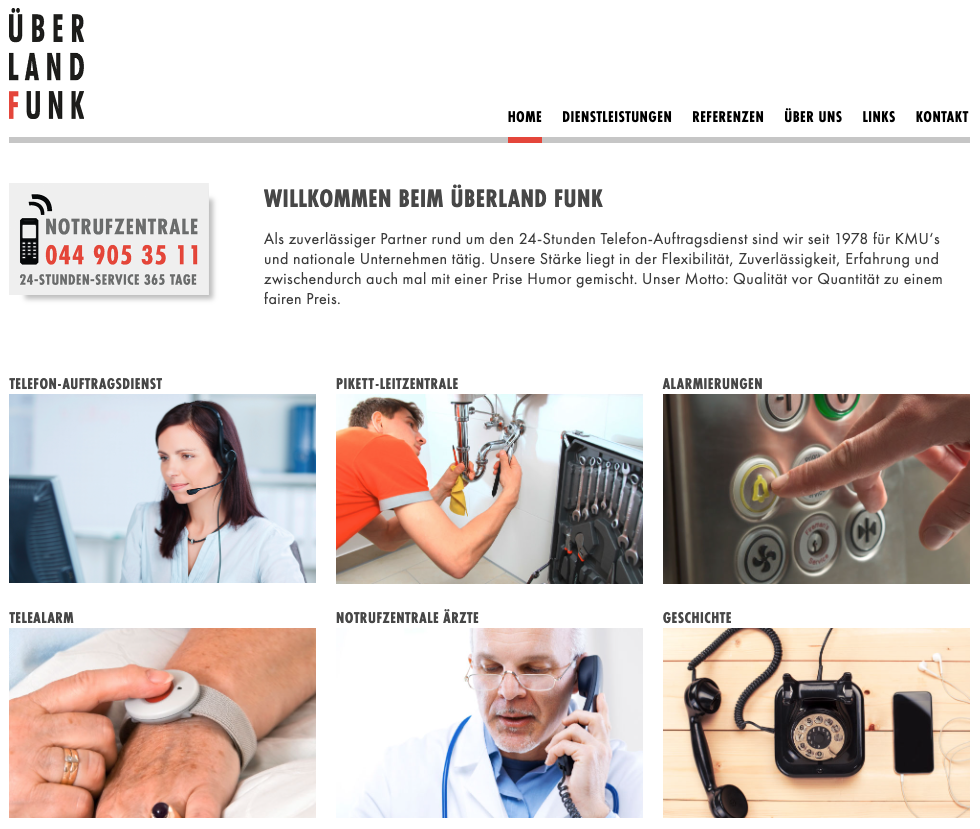 ÜBER
LAND
FUNK
HOME DIENSTLEISTUNGEN REFERENZEN ÜBER UNS LINKS KONTAKT
NOTRUFZENTRALE
044 905 35 11
24-STUNDEN-SERVICE 365 TAGE
WILLKOMMEN BEIM ÜBERLAND FUNK
Als zuverlässiger Partner rund um den 24-Stunden Telefon-Auftragsdienst sind wir seit 1978 für KMU's
und nationale Unternehmen tätig. Unsere Stärke liegt in der Flexibilität, Zuverlässigkeit, Erfahrung und
zwischendurch auch mal mit einer Prise Humor gemischt. Unser Motto: Qualität vor Quantität zu einem
fairen Preis.
TELEFON-AUFTRAGSDIENST
PIKETT-LEITZENTRALE
ALARMIERUNGEN
TELEALARM
NOTRUFZENTRALE ÄRZTE
GESCHICHTE